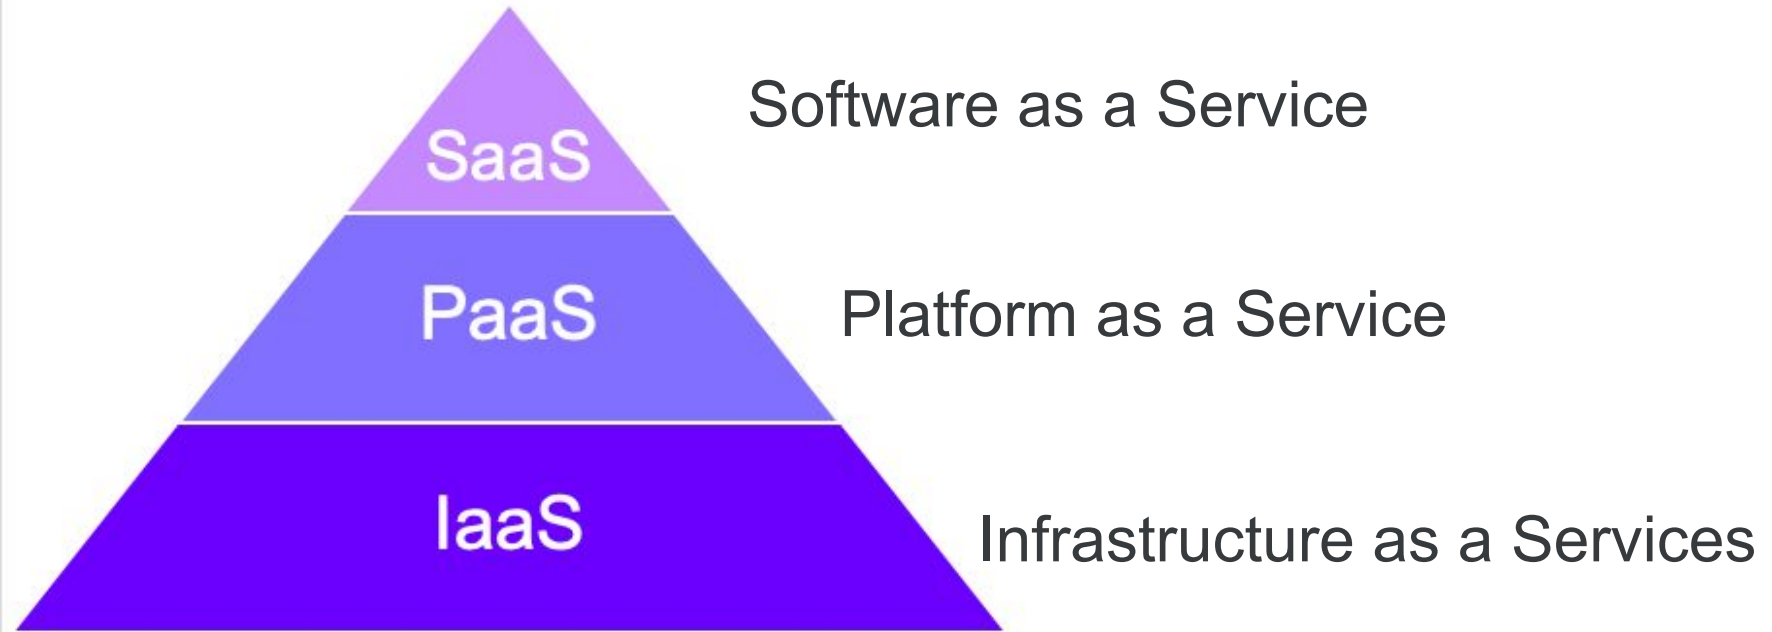 Software as a Service
SaaS
Platform as a Service
PaaS
IaaS
Infrastructure as a Services